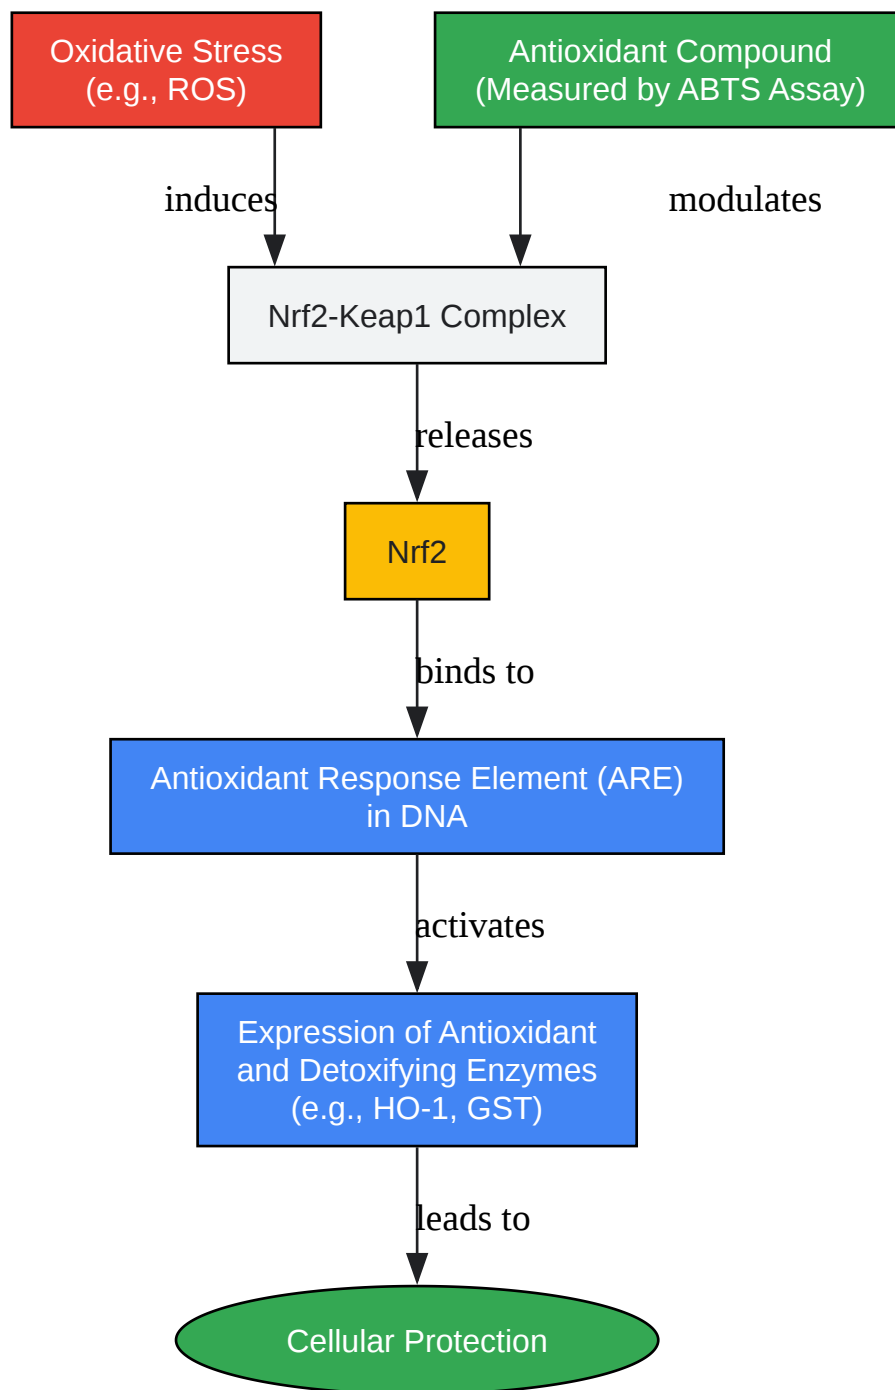 Oxidative Stress
(e.g., ROS)
Antioxidant Compound
(Measured by ABTS Assay)
induces
modulates
Nrf2-Keap1 Complex
releases
Nrf2
binds to
Antioxidant Response Element (ARE)
in DNA
activates
Expression of Antioxidant
and Detoxifying Enzymes
(e.g., HO-1, GST)
leads to
Cellular Protection